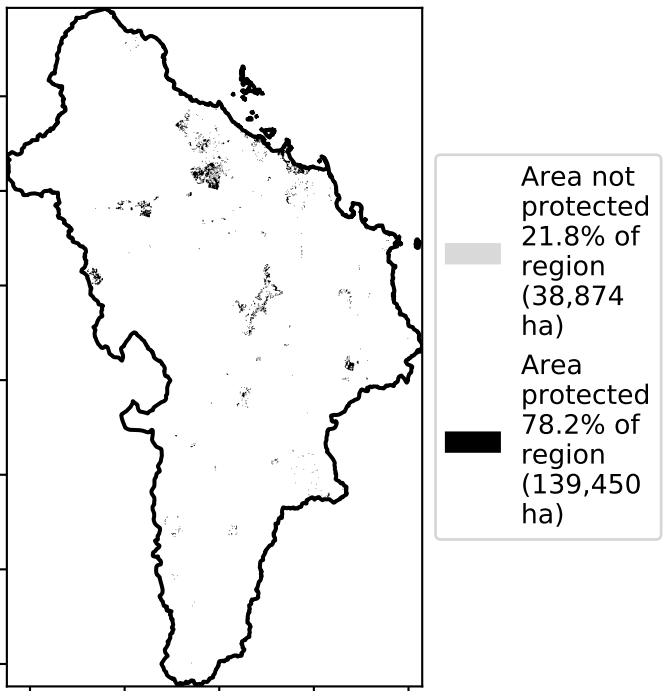 Area not
protected
21.8% of
region
(38,874
ha)
Area
protected
78.2% of
region
(139,450
ha)